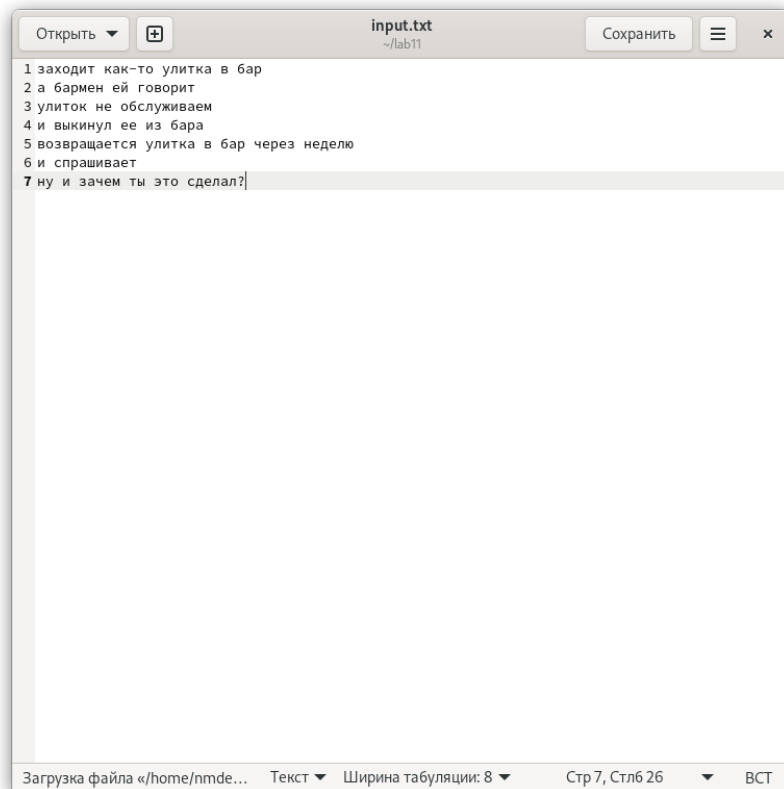 Открыть
input.txt
~/lab11
Сохранить
1 заходит как-то улитка в бар
2 а бармен ей говорит
3 улиток не обслуживаем
4 и выкинул ее из бара
5 возвращается улитка в бар через неделю
6 и спрашивает
7 ну и зачем ты это сделал?
Загрузка файла «/home/nmde… Текст Ширина табуляции: 8 Стр 7, Стлб 26 ВСТ